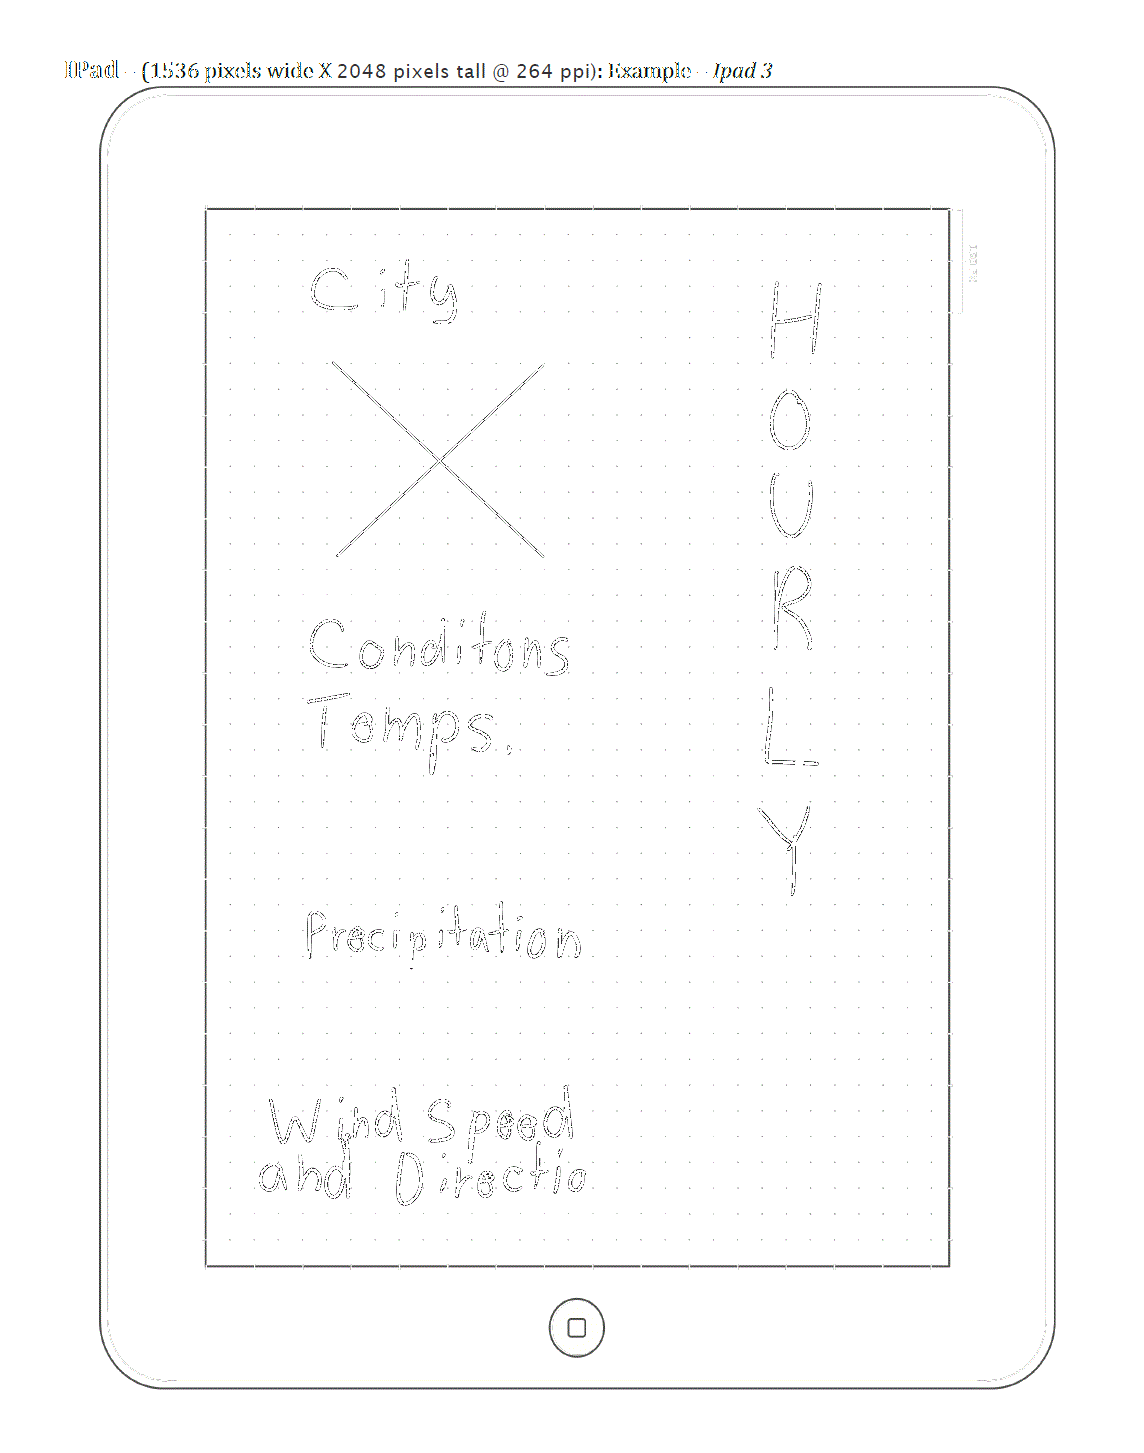 IPad - (1536 pixels wide X 2048 pixels tall @ 264 ppi): Example - Ipad 3
City
Conditons
Temps.
Precipitation
Wind Speed
and Directio
H
O
U
R
L
Y